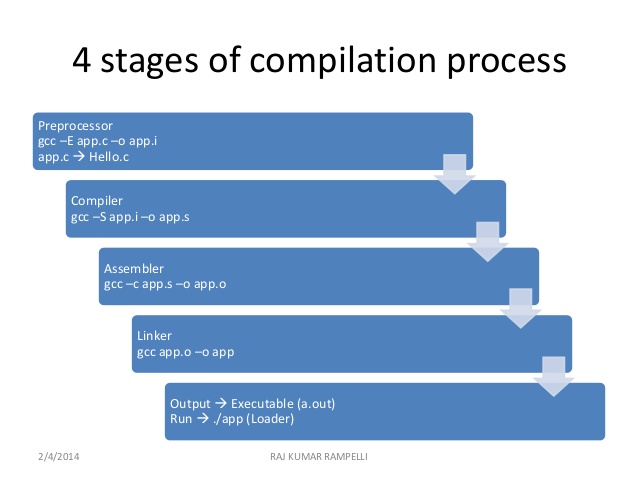 4 stages of compilation process
Preprocessor
gcc –E app.c –o app.i
app.c → Hello.c
Compiler
gcc –S app.i –o app.s
Assembler
gcc –c app.s –o app.o
Linker
gcc app.o –o app
Output → Executable (a.out)
Run → ./app (Loader)
2/4/2014
RAJ KUMAR RAMPELLI